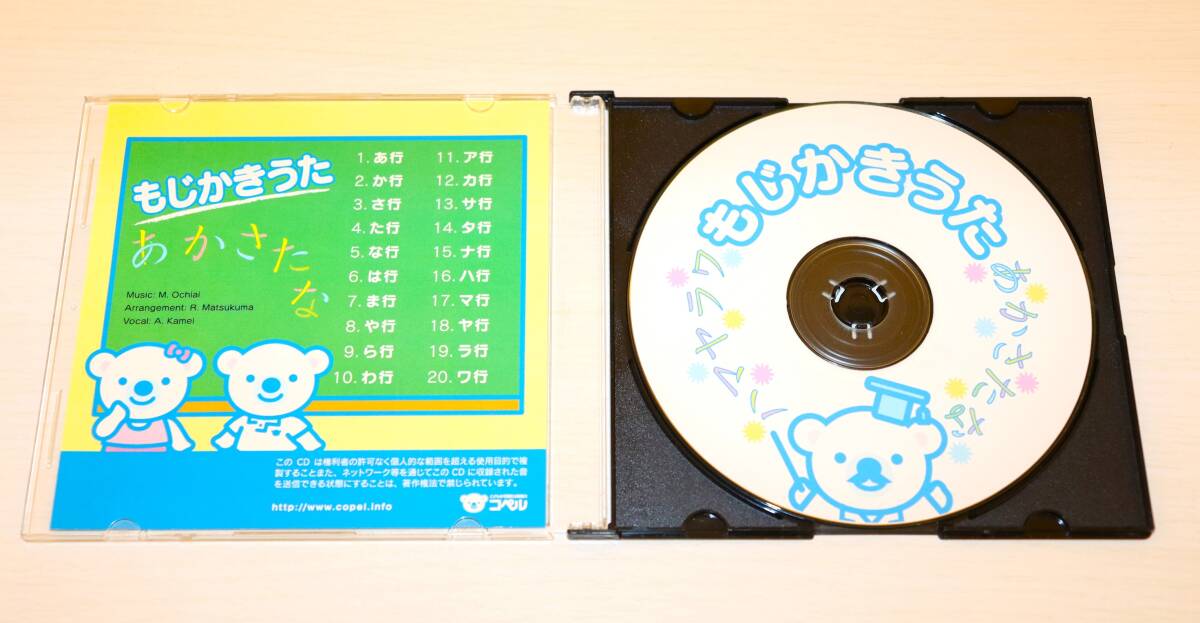 もじかきうた
あかさたな
Music: M. Ochiai
Arrangement: R. Matsukuma
Vocal: A. Kamei
1. あ行
2. か行
3. さ行
4. た行
5. な行
6. は行
7. ま行
8. や行
9. ら行
10. わ行
11. ア行
12. カ行
13. サ行
14. タ行
15. ナ行
16. ハ行
17. マ行
18. ヤ行
19. ラ行
20. ワ行
この CD は権利者の許可なく個人的な範囲を超える使用目的で複
製することまた、ネットワーク等を通じてこの CD に収録された音
を送信できる状態にすることは、著作権法で禁じられています。
http://www.copel.info
コペル
もじかきうた
あかさたな
ハマヤラワ